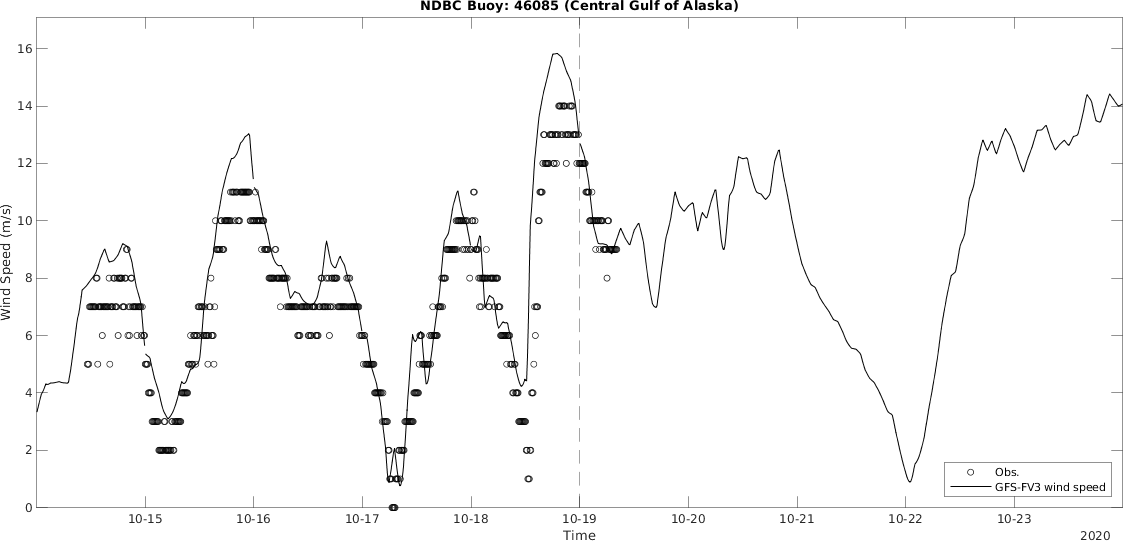 NDBC Buoy: 46085 (Central Gulf of Alaska)
16
14
12
10
8
6
4
2
0
Wind Speed (m/s)
Obs.
GFS-FV3 wind speed
10-15 10-16 10-17 10-18 10-19 10-20 10-21 10-22 10-23
Time
2020